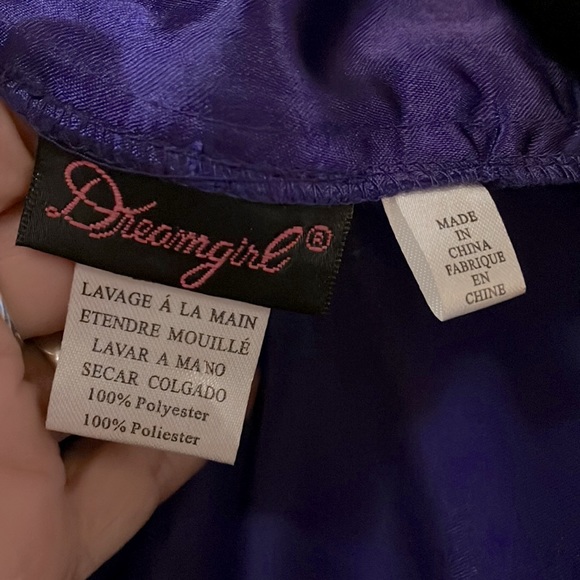 Dreamgirl®
LAVAGE Á LA MAIN
ETENDRE MOUILLÉ
LAVAR A MANO
SECAR COLGADO
100% Polyester
100% Poliester
MADE
IN
CHINA
FABRIQUE
EN
CHINE